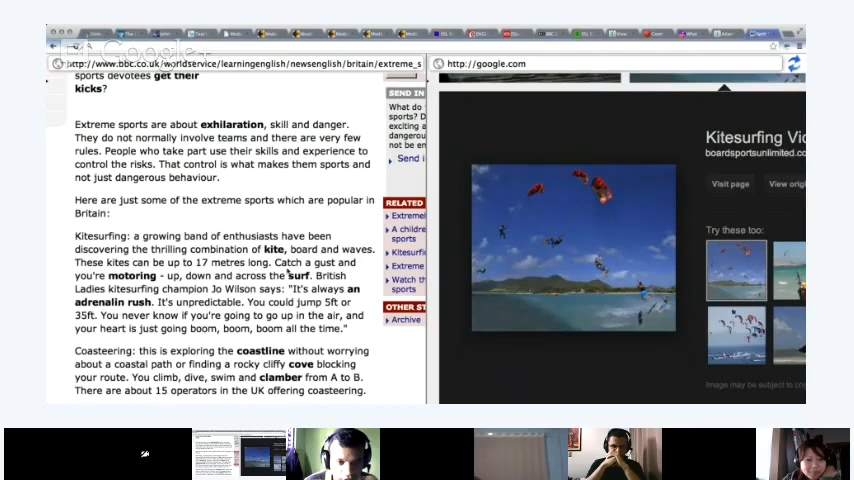 http://www.bbc.co.uk/worldservice/learningenglish/newsenglish/britain/extreme_s
http://google.com
sports devotees get their
kicks?
Extreme sports are about exhilaration, skill and danger.
They do not normally involve teams and there are very few
rules. People who take part use their skills and experience to
control the risks. That control is what makes them sports and
not just dangerous behaviour.
Here are just some of the extreme sports which are popular in
Britain:
Kitesurfing: a growing band of enthusiasts have been
discovering the thrilling combination of kite, board and waves.
These kites can be up to 17 metres long. Catch a gust and
you're motoring - up, down and across the surf. British
Ladies kitesurfing champion Jo Wilson says: "It's always an
adrenalin rush. It's unpredictable. You could jump 5ft or
35ft. You never know if you're going to go up in the air, and
your heart is just going boom, boom, boom all the time."
Coasteering: this is exploring the coastline without worrying
about a coastal path or finding a rocky cliffy cove blocking
your route. You climb, dive, swim and clamber from A to B.
There are about 15 operators in the UK offering coasteering.
SEND IN
What do
sports? D
exciting a
dangerou
not be en
Send i
RELATED
Extremel
A childre
sports
Kitesurfi
Extreme
Watch th
sports
OTHER ST
Archive
Kitesurfing Vi
boardsportsunlimited.co
Visit page
View orig
Try these too:
Image may be subject to